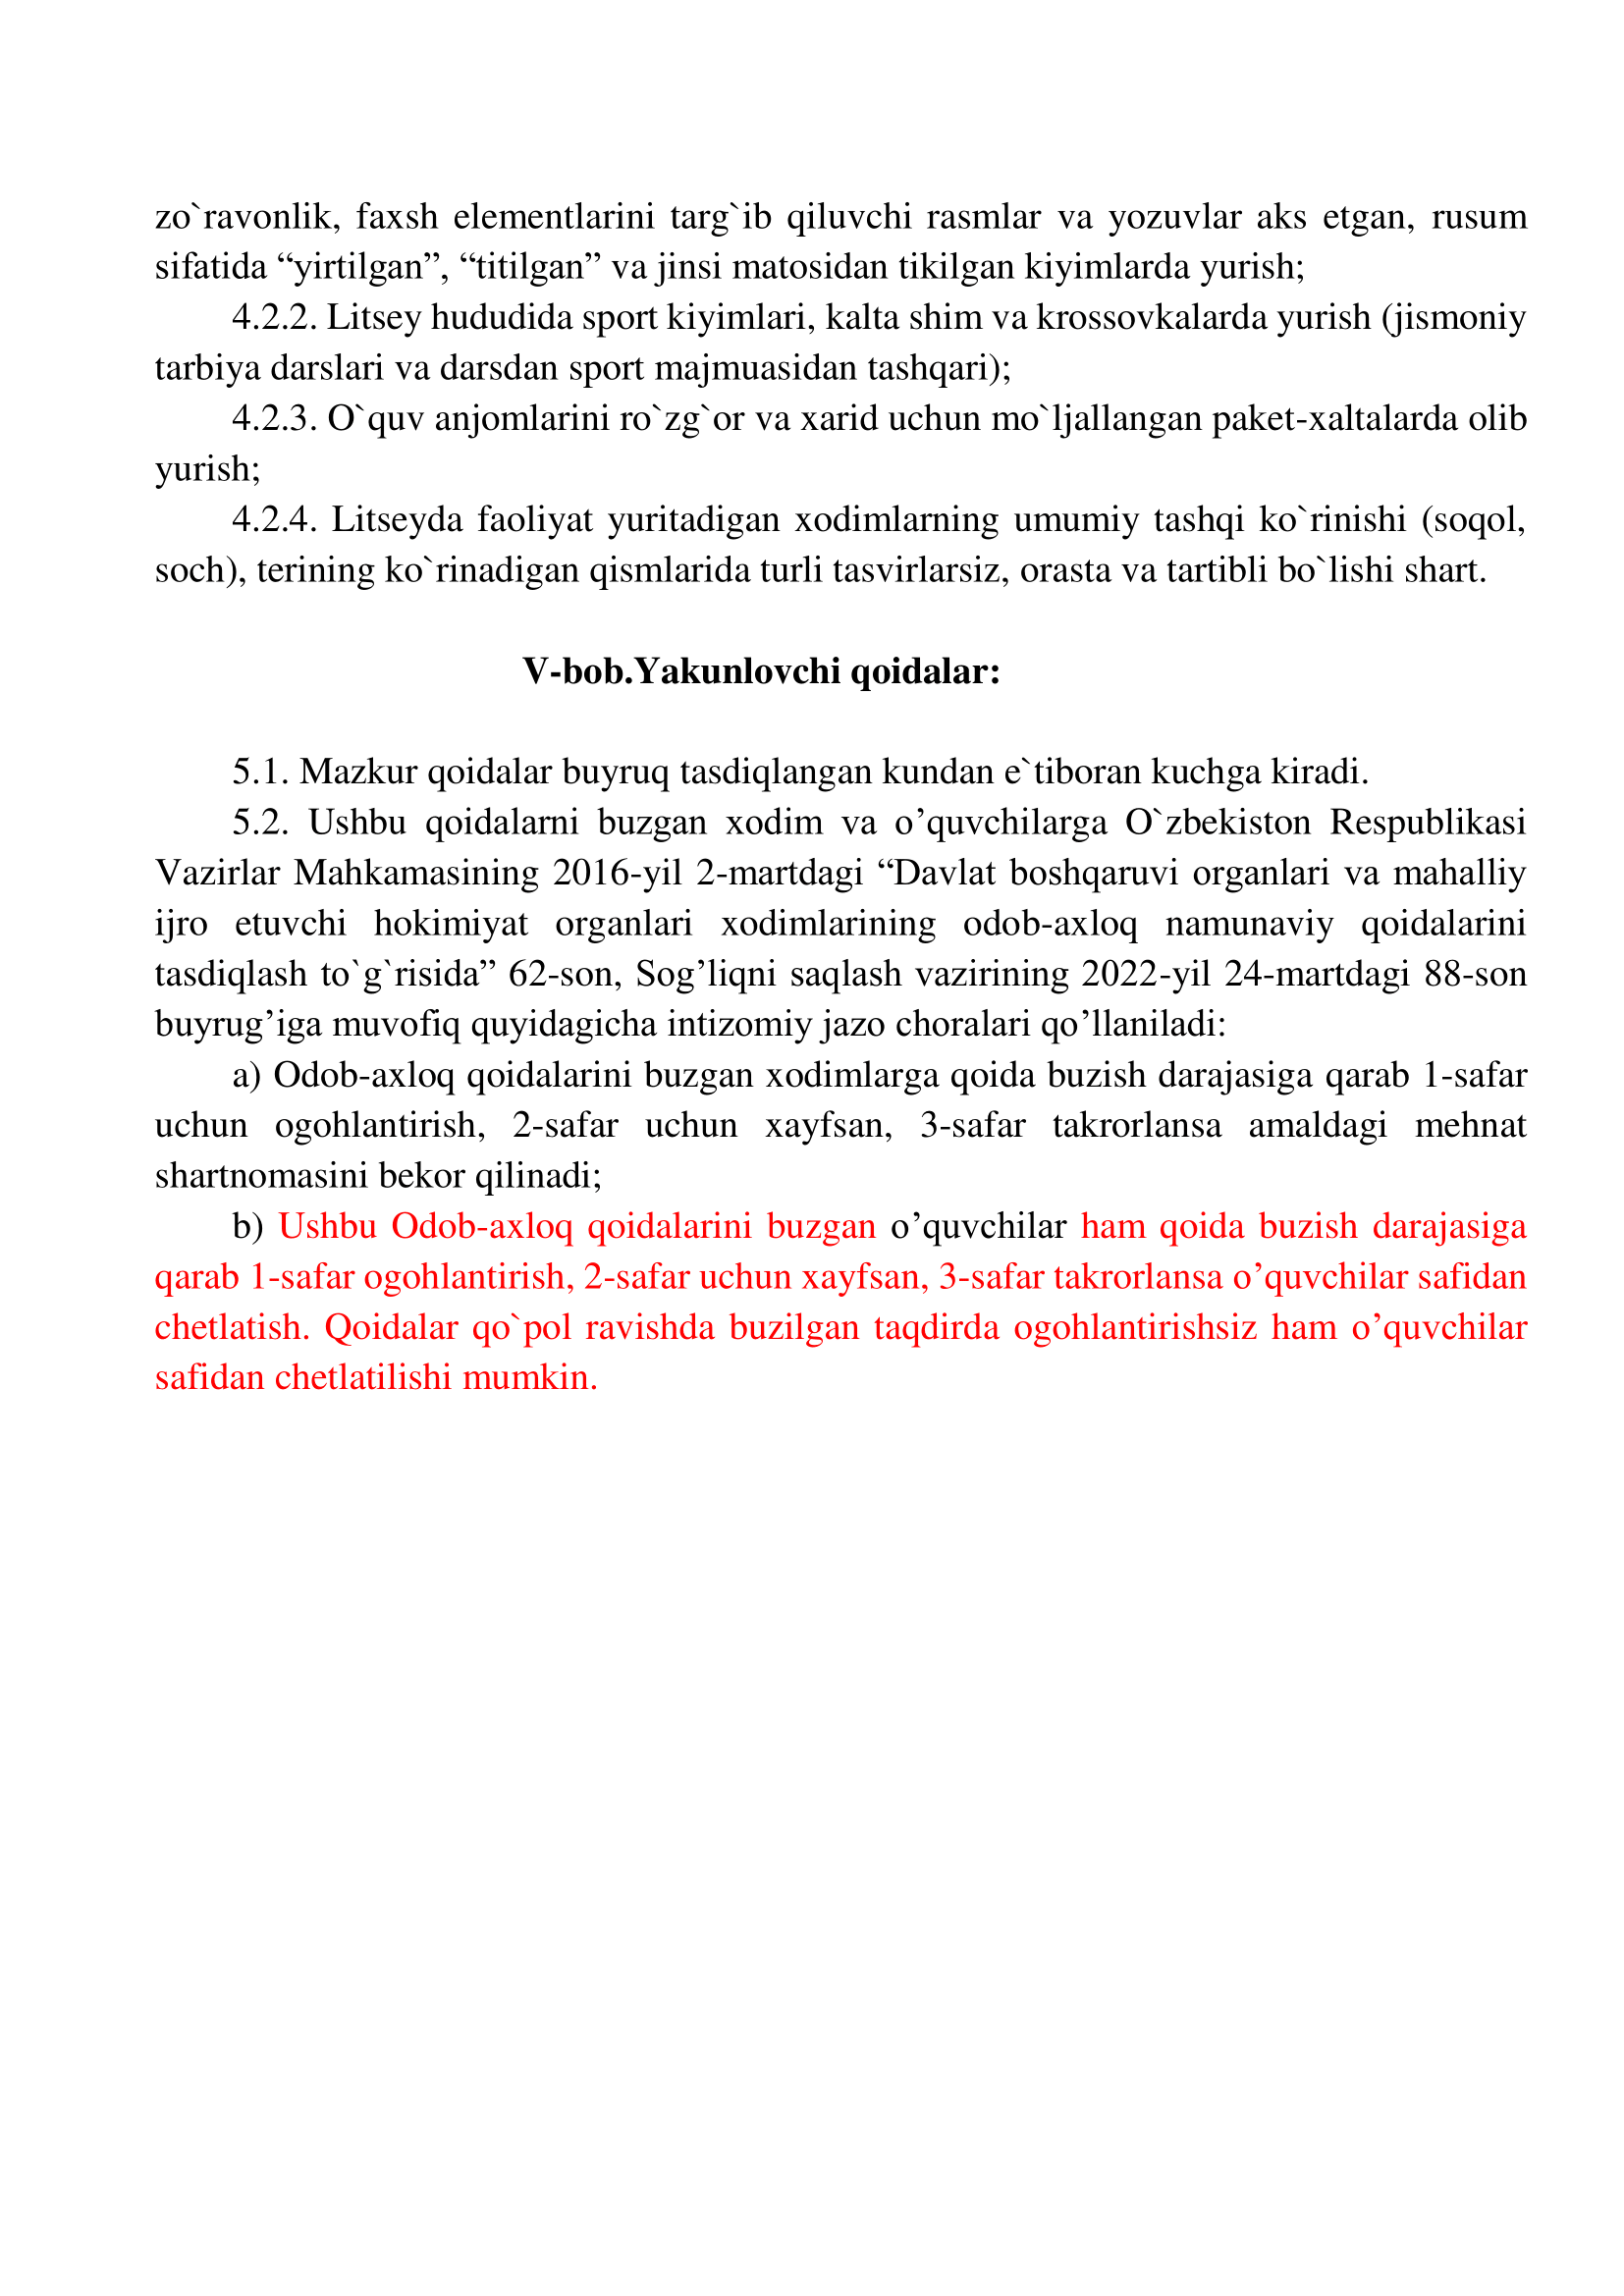 zo`ravonlik, faxsh elementlarini targ`ib qiluvchi rasmlar va yozuvlar aks etgan, rusum
sifatida “yirtilgan”, “titilgan” va jinsi matosidan tikilgan kiyimlarda yurish;
4.2.2. Litsey hududida sport kiyimlari, kalta shim va krossovkalarda yurish (jismoniy
tarbiya darslari va darsdan sport majmuasidan tashqari);
4.2.3. O`quv anjomlarini ro`zg`or va xarid uchun mo`ljallangan paket-xaltalarda olib
yurish;
4.2.4. Litseyda faoliyat yuritadigan xodimlarning umumiy tashqi ko`rinishi (soqol,
soch), terining ko`rinadigan qismlarida turli tasvirlarsiz, orasta va tartibli bo`lishi shart.
V-bob.Yakunlovchi qoidalar:
5.1. Mazkur qoidalar buyruq tasdiqlangan kundan e`tiboran kuchga kiradi.
5.2. Ushbu qoidalarni buzgan xodim va o’quvchilarga O`zbekiston Respublikasi
Vazirlar Mahkamasining 2016-yil 2-martdagi “Davlat boshqaruvi organlari va mahalliy
ijro etuvchi hokimiyat organlari xodimlarining odob-axloq namunaviy qoidalarini
tasdiqlash to`g`risida” 62-son, Sog’liqni saqlash vazirining 2022-yil 24-martdagi 88-son
buyrug’iga muvofiq quyidagicha intizomiy jazo choralari qo’llaniladi:
a) Odob-axloq qoidalarini buzgan xodimlarga qoida buzish darajasiga qarab 1-safar
uchun ogohlantirish, 2-safar uchun xayfsan, 3-safar takrorlansa amaldagi mehnat
shartnomasini bekor qilinadi;
b) Ushbu Odob-axloq qoidalarini buzgan o’quvchilar ham qoida buzish darajasiga
qarab 1-safar ogohlantirish, 2-safar uchun xayfsan, 3-safar takrorlansa o’quvchilar safidan
chetlatish. Qoidalar qo`pol ravishda buzilgan taqdirda ogohlantirishsiz ham o’quvchilar
safidan chetlatilishi mumkin.